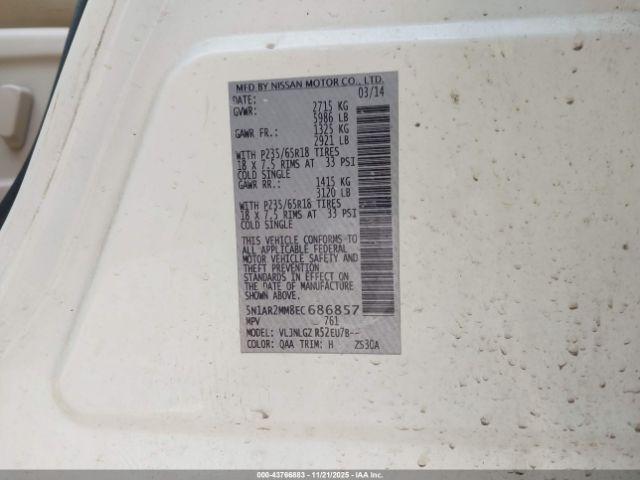 MFD BY NISSAN MOTOR CO., LTD.
DATE: 03/14
GVWR: 2715 KG
5986 LB
GAWR FR.: 1325 KG
2921 LB
WITH P235/65R18 TIRES
18 X 7.5 RIMS AT 33 PSI
COLD SINGLE
GAWR RR.: 1415 KG
3120 LB
WITH P235/65R18 TIRES
18 X 7.5 RIMS AT 33 PSI
COLD SINGLE
THIS VEHICLE CONFORMS TO
ALL APPLICABLE FEDERAL
MOTOR VEHICLE SAFETY AND
THEFT PREVENTION
STANDARDS IN EFFECT ON
THE DATE OF MANUFACTURE
SHOWN ABOVE.
5N1AR2MM8EC686857
MPV 761
MODEL: VLJNLGZ R52EU7B--
COLOR: QAA TRIM: H ZS30A
000-43766883 - 11/21/2025 - IAA, Inc.